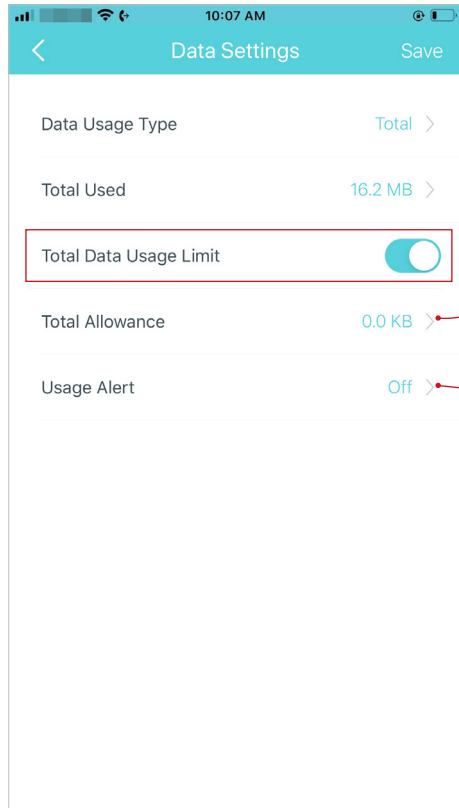 10:07 AM
Data Settings Save
Data Usage Type Total
Total Used 16.2 MB
Total Data Usage Limit
Total Allowance 0.0 KB
Usage Alert Off